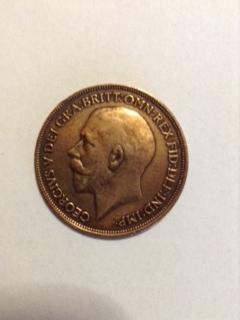 GEORGIVS V DEI GRA: BRITT: OMN: REX FID: DEF: IND: IMP: